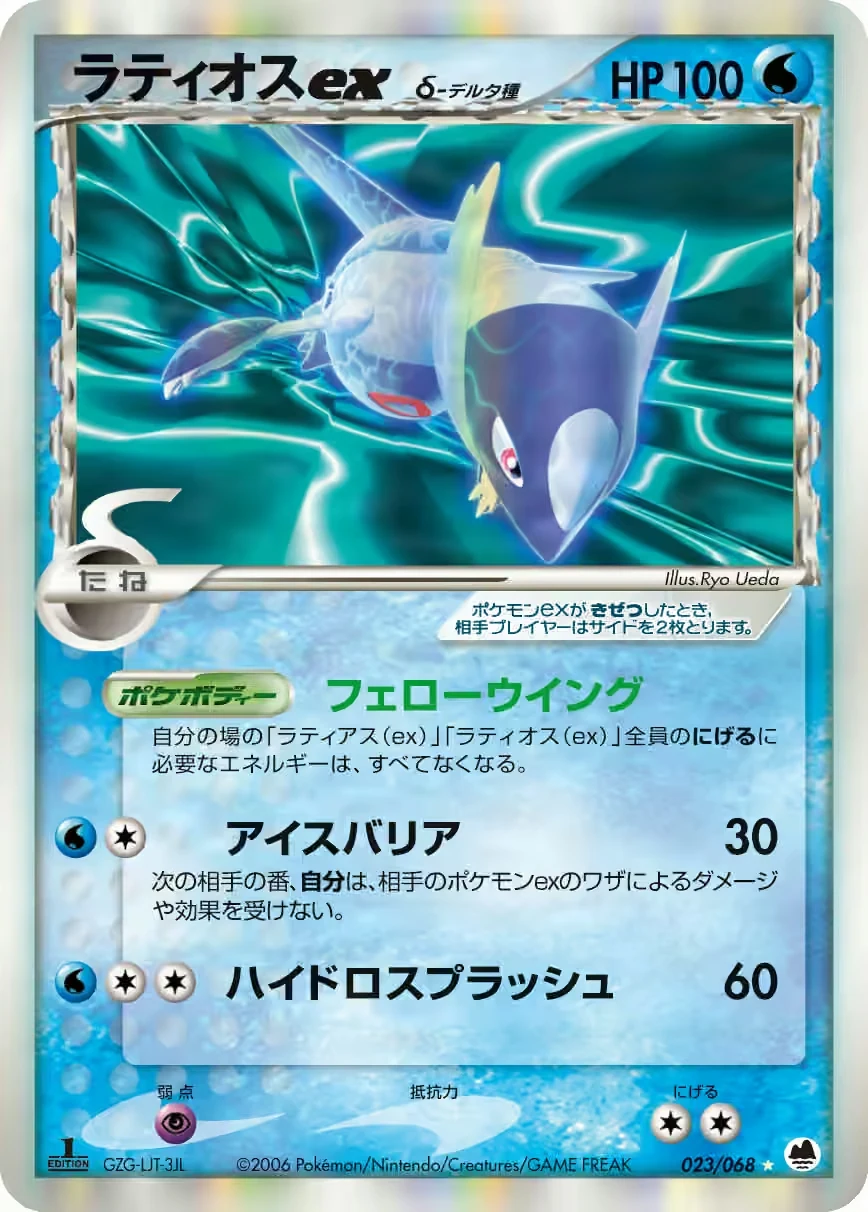 ラティオスex δ-デルタ種 HP100
たね
Illus.Ryo Ueda
ポケモンexがきぜつしたとき、
相手プレイヤーはサイドを2枚とります。
ポケボディー フェローウイング
自分の場の「ラティアス(ex)」「ラティオス(ex)」全員のにげるに
必要なエネルギーは、すべてなくなる。
アイスバリア 30
次の相手の番、自分は、相手のポケモンexのワザによるダメージ
や効果を受けない。
ハイドロスプラッシュ 60
弱点 抵抗力 にげる
1 EDITION GZG-LJT-3JL ©2006 Pokémon/Nintendo/Creatures/GAME FREAK 023/068 ★